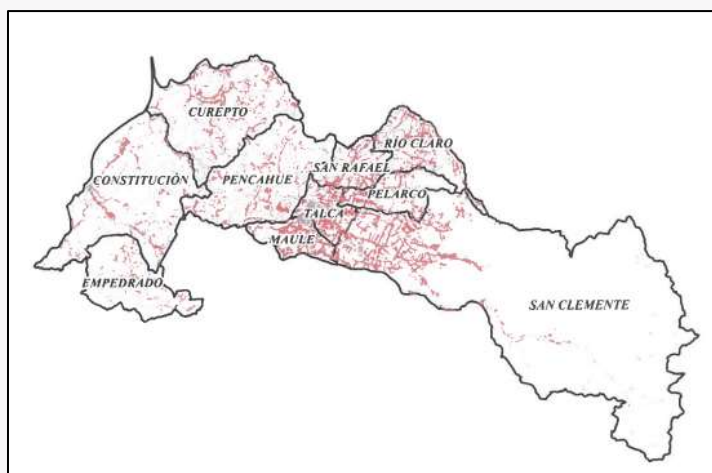 CUREPTO
RÍO CLARO
SAN RAFAEL
CONSTITUCIÓN
PENCAHUE
PELARCO
TALCA
MAULE
EMPEDRADO
SAN CLEMENTE